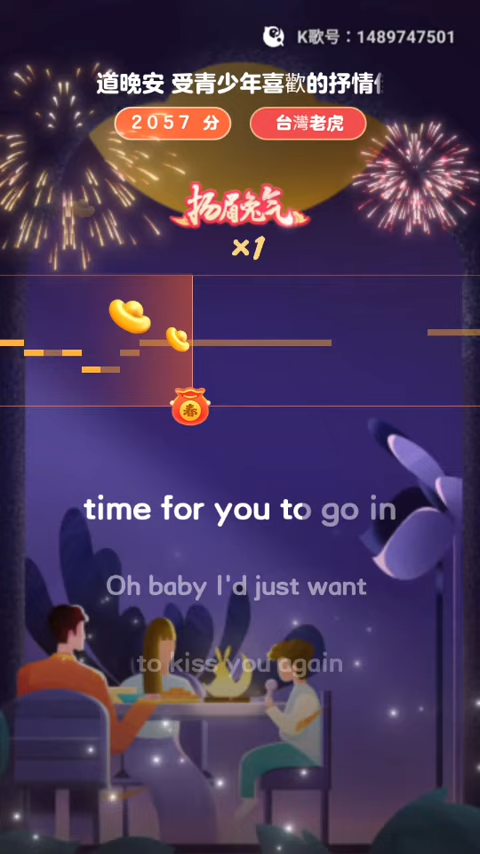 K歌号：1489747501
道晚安 受青少年喜歡的抒情
2057 分
台灣老虎
扬眉兔气
×1
春
time for you to go in
Oh baby I'd just want
to kiss you again